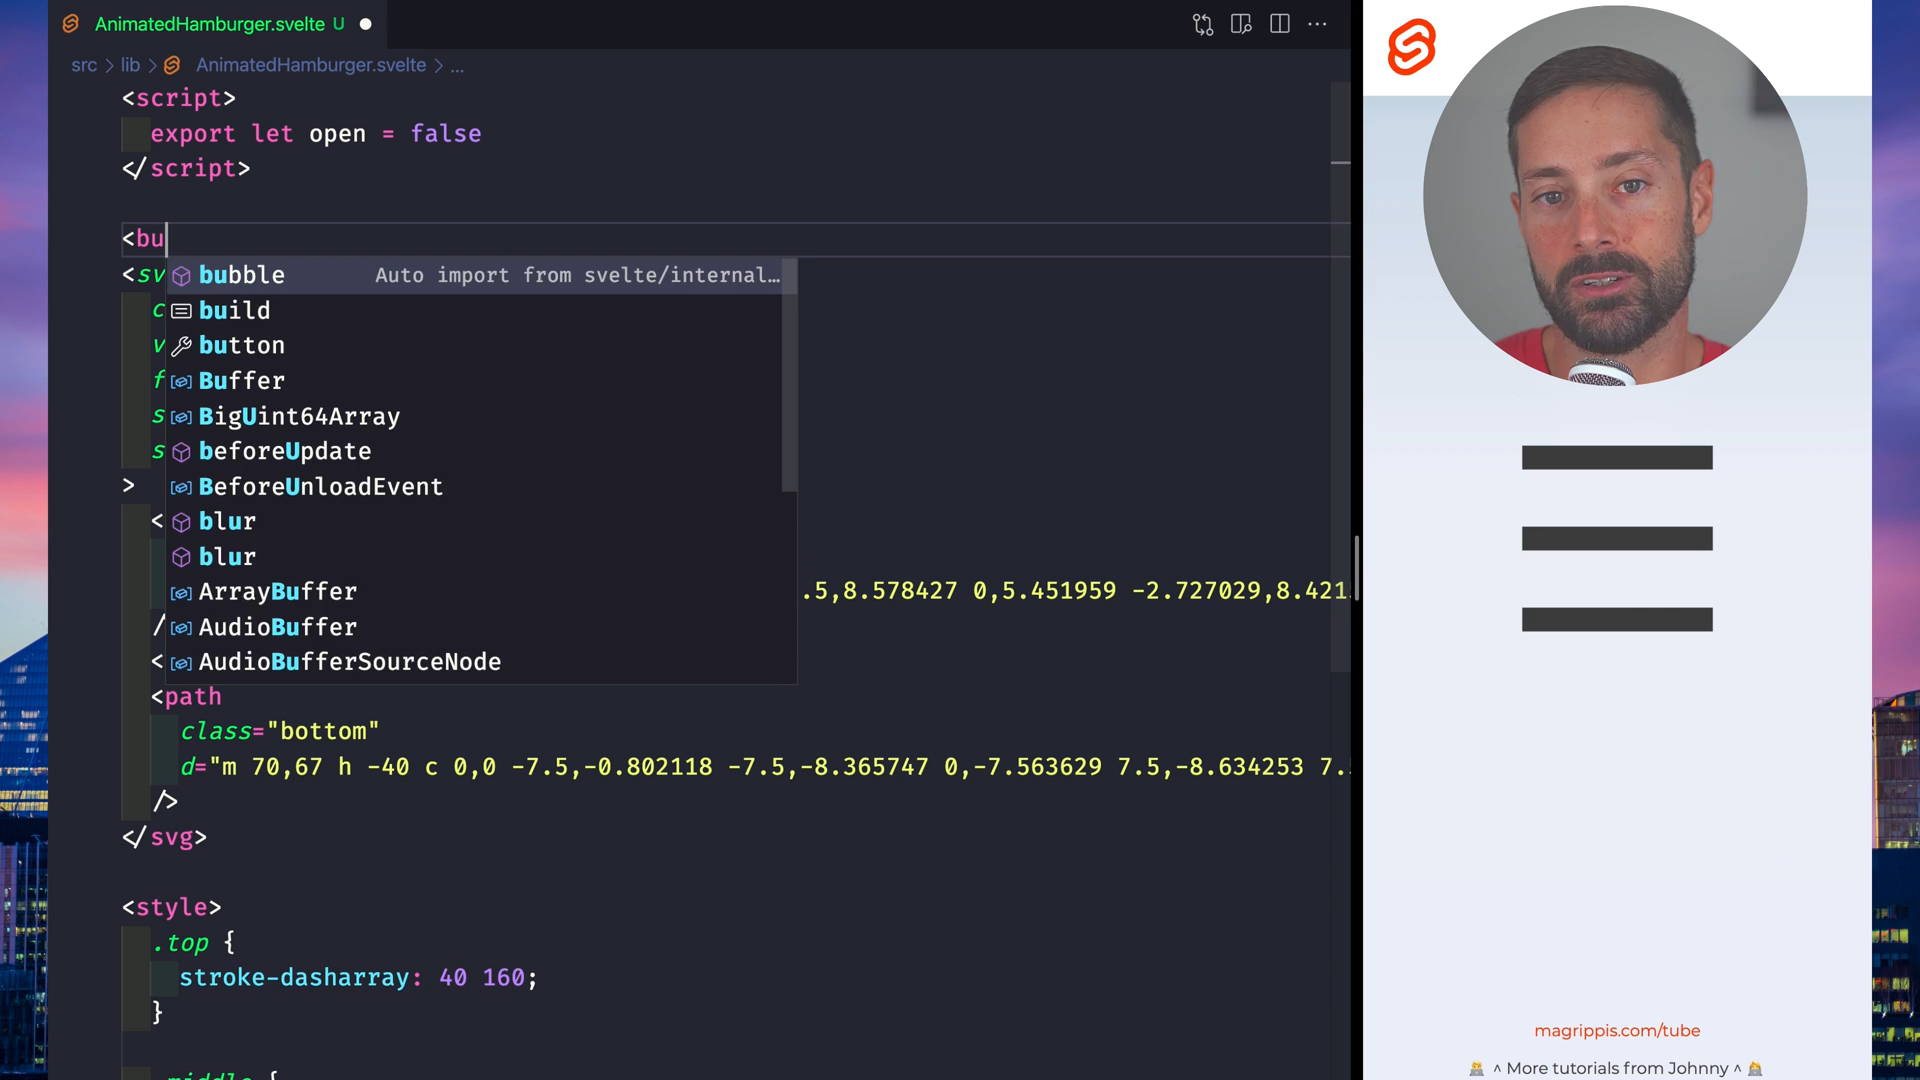 AnimatedHamburger.svelte U
src > lib > AnimatedHamburger.svelte > ...
<script>
export let open = false
</script>
<bu
<sv
bubble Auto import from svelte/internal…
c
build
v
button
f
Buffer
s
BigUint64Array
s
beforeUpdate
>
BeforeUnloadEvent
<
blur
blur
ArrayBuffer
.5,8.578427 0,5.451959 -2.727029,8.421
/
AudioBuffer
<
AudioBufferSourceNode
<path
class="bottom"
d="m 70,67 h -40 c 0,0 -7.5,-0.802118 -7.5,-8.365747 0,-7.563629 7.5,-8.634253 7.
/>
</svg>
<style>
.top {
stroke-dasharray: 40 160;
}
.middle {
magrippis.com/tube
^ More tutorials from Johnny ^